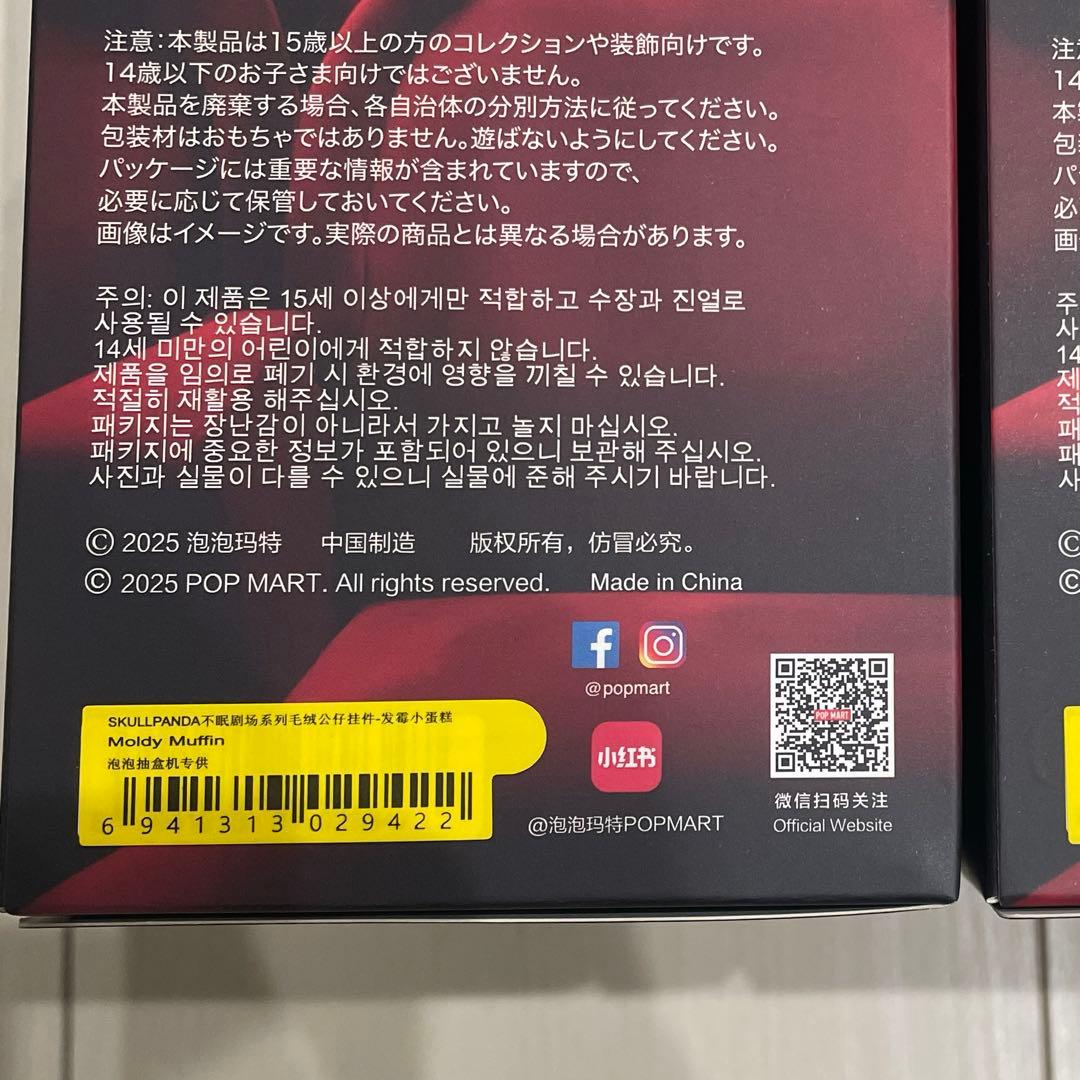 注意：本製品は15歳以上の方のコレクションや装飾向けです。
14歳以下のお子さま向けではございません。
本製品を廃棄する場合、各自治体の分別方法に従ってください。
包装材はおもちゃではありません。遊ばないようにしてください。
パッケージには重要な情報が含まれていますので、
必要に応じて保管しておいてください。
画像はイメージです。実際の商品とは異なる場合があります。
주의: 이 제품은 15세 이상에게만 적합하고 수장과 진열로
사용될 수 있습니다.
14세 미만의 어린이에게 적합하지 않습니다.
제품을 임의로 폐기 시 환경에 영향을 끼칠 수 있습니다.
적절히 재활용 해주십시오.
패키지는 장난감이 아니라서 가지고 놀지 마십시오.
패키지에 중요한 정보가 포함되어 있으니 보관해 주십시오.
사진과 실물이 다를 수 있으니 실물에 준해 주시기 바랍니다.
© 2025 泡泡玛特 中国制造 版权所有，仿冒必究。
© 2025 POP MART. All rights reserved. Made in China
@popmart
小红书
@泡泡玛特POPMART
POP MART
微信扫码关注
Official Website
SKULLPANDA不眠剧场系列毛绒公仔挂件-发霉小蛋糕
Moldy Muffin
泡泡抽盒机专供
6 941313 029422
注
14
本
包
パ
必
画
주
사
14
제
적
패
패
사
©
©